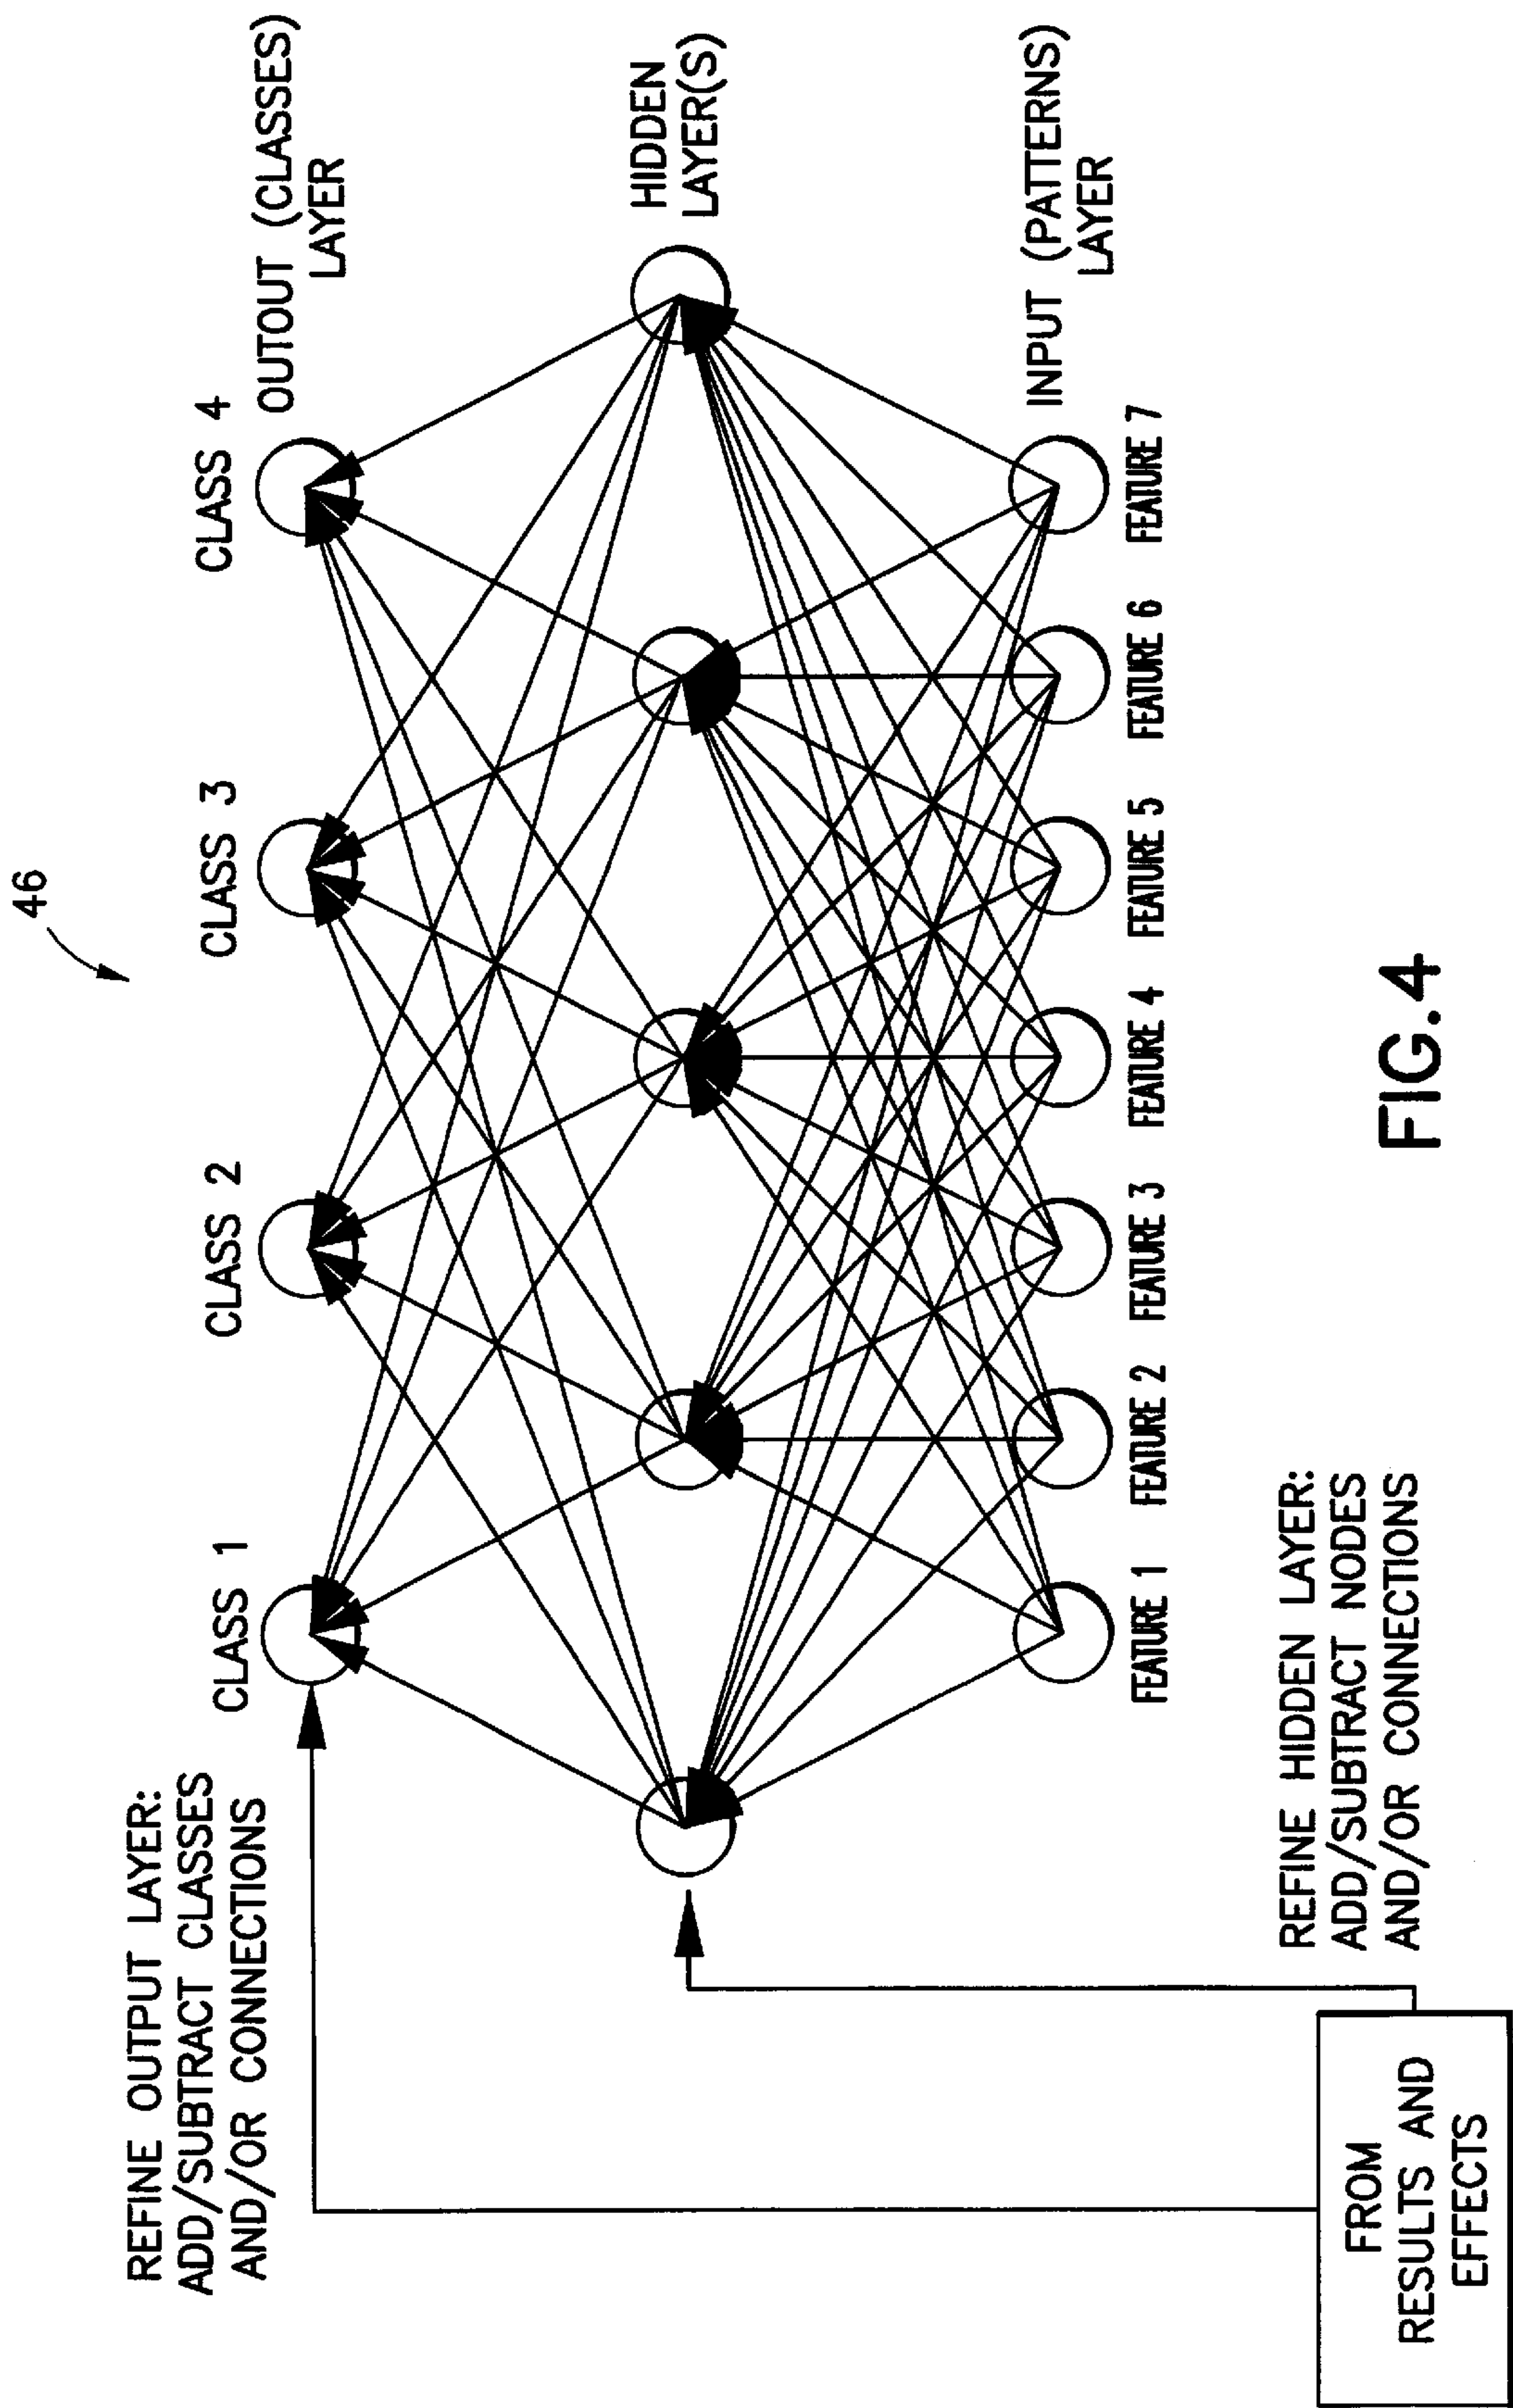 46
REFINE OUTPUT LAYER:
ADD/SUBTRACT CLASSES
AND/OR CONNECTIONS
CLASS 1
CLASS 2
CLASS 3
CLASS 4
OUTOUT (CLASSES)
LAYER
HIDDEN
LAYER(S)
INPUT (PATTERNS)
LAYER
FEATURE 1
FEATURE 2
FEATURE 3
FEATURE 4
FEATURE 5
FEATURE 6
FEATURE 7
REFINE HIDDEN LAYER:
ADD/SUBTRACT NODES
AND/OR CONNECTIONS
FROM
RESULTS AND
EFFECTS
FIG.4